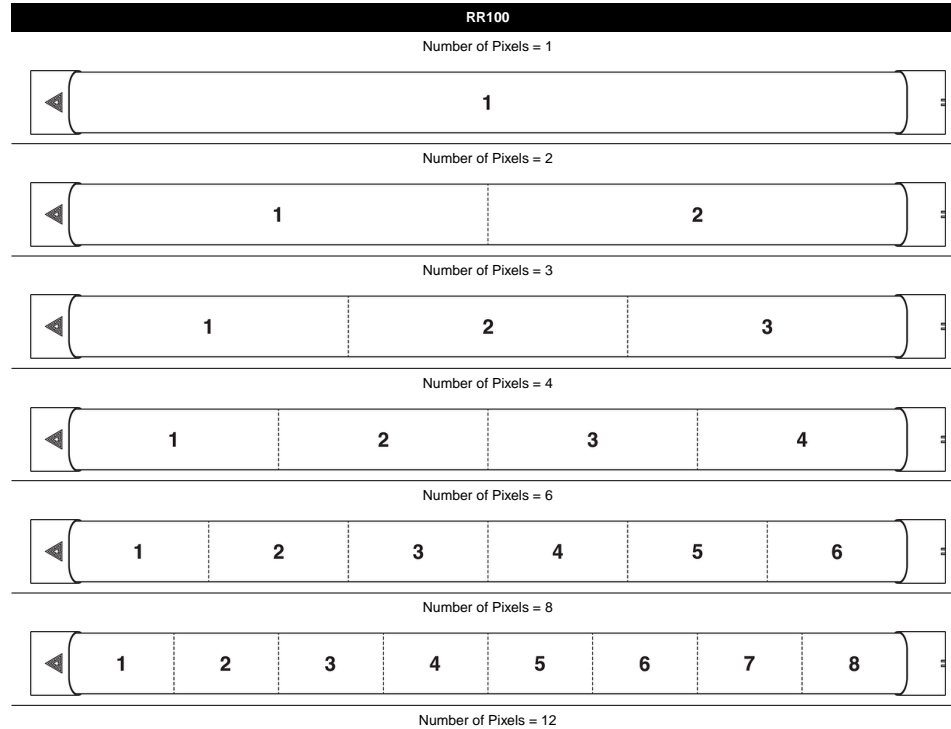 RR100
Number of Pixels = 1
1
Number of Pixels = 2
1 2
Number of Pixels = 3
1 2 3
Number of Pixels = 4
1 2 3 4
Number of Pixels = 6
1 2 3 4 5 6
Number of Pixels = 8
1 2 3 4 5 6 7 8
Number of Pixels = 12